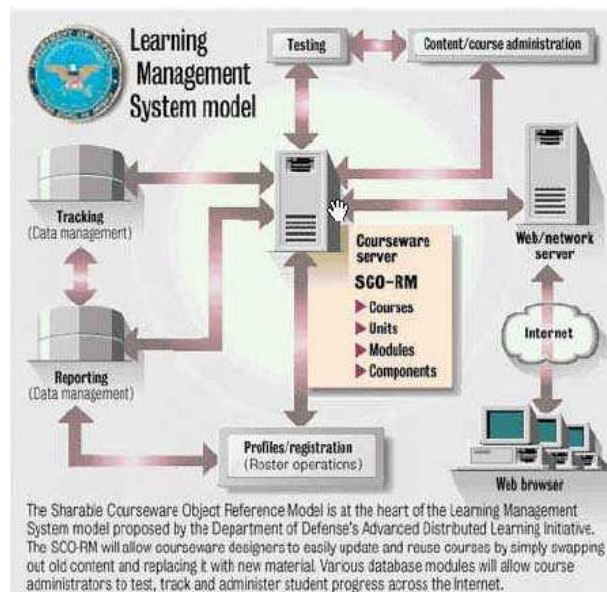 Learning
Management
System model
Testing
Content/course administration
Tracking
(Data management)
Courseware
server
SCO-RM
Courses
Units
Modules
Components
Web/network
server
Internet
Reporting
(Data management)
Profiles/registration
(Roster operations)
Web browser
The Sharable Courseware Object Reference Model is at the heart of the Learning Management
System model proposed by the Department of Defense's Advanced Distributed Learning Initiative.
The SCO-RM will allow courseware designers to easily update and reuse courses by simply swapping
out old content and replacing it with new material. Various database modules will allow course
administrators to test, track and administer student progress across the Internet.